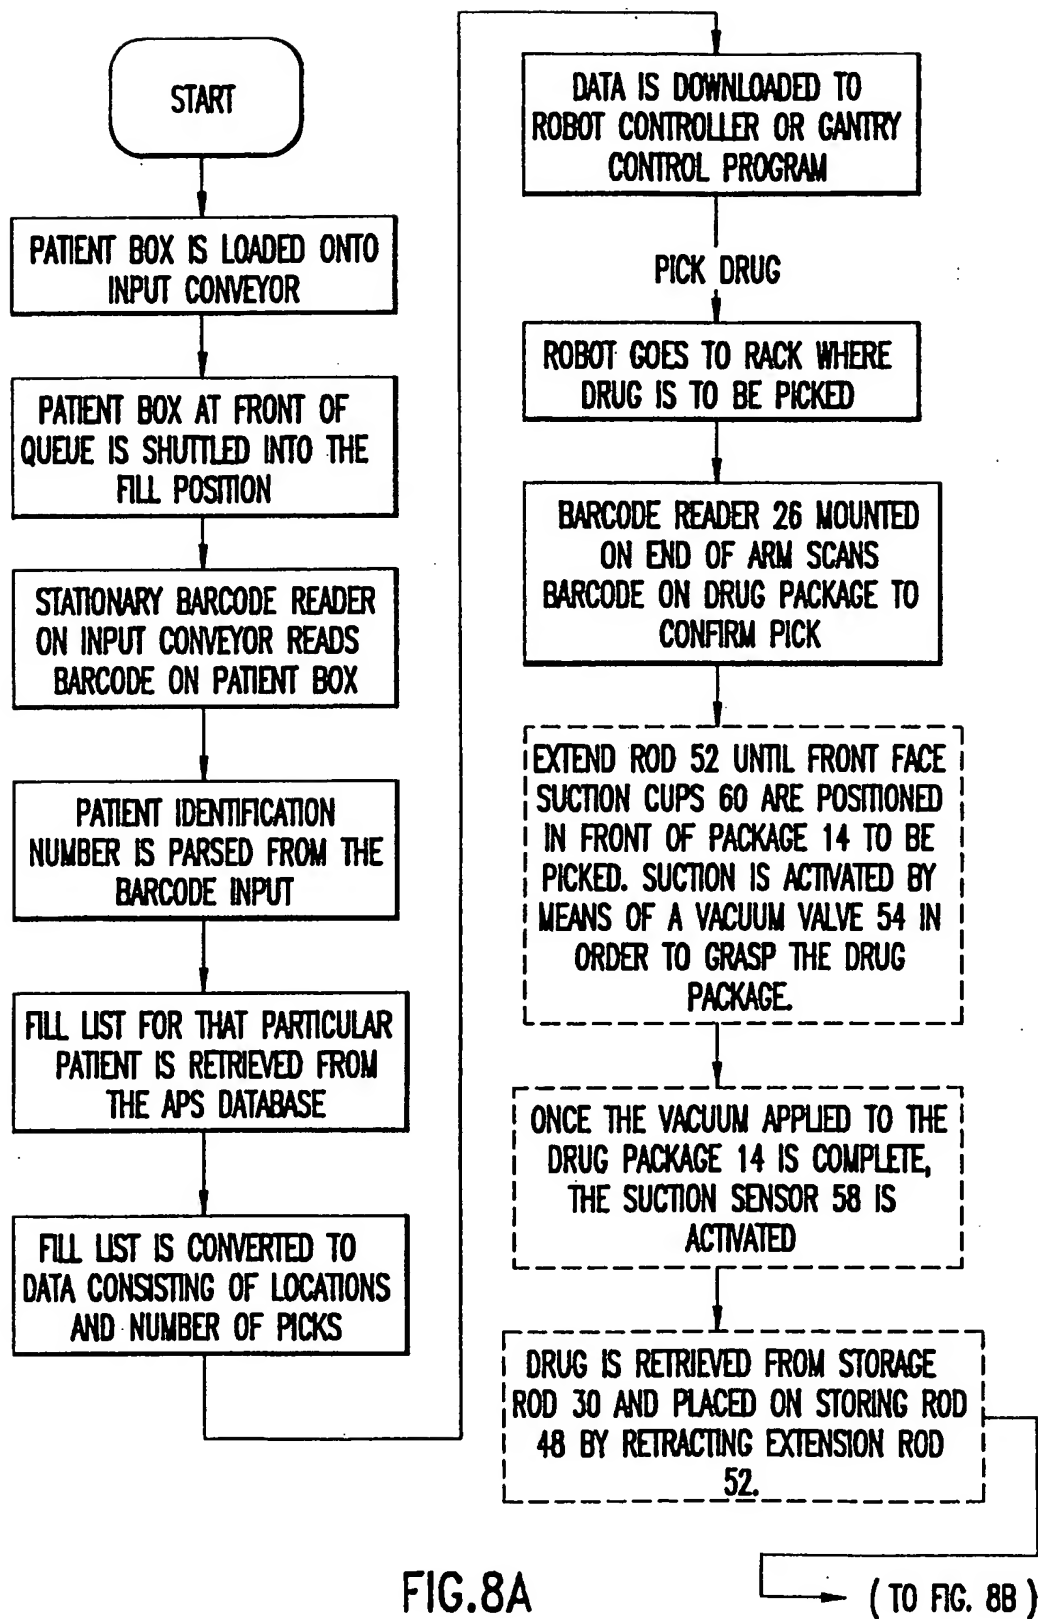 START
PATIENT BOX IS LOADED ONTO
INPUT CONVEYOR
PATIENT BOX AT FRONT OF
QUEUE IS SHUTTLED INTO THE
FILL POSITION
STATIONARY BARCODE READER
ON INPUT CONVEYOR READS
BARCODE ON PATIENT BOX
PATIENT IDENTIFICATION
NUMBER IS PARSED FROM THE
BARCODE INPUT
FILL LIST FOR THAT PARTICULAR
PATIENT IS RETRIEVED FROM
THE APS DATABASE
FILL LIST IS CONVERTED TO
DATA CONSISTING OF LOCATIONS
AND NUMBER OF PICKS
DATA IS DOWNLOADED TO
ROBOT CONTROLLER OR GANTRY
CONTROL PROGRAM
PICK DRUG
ROBOT GOES TO RACK WHERE
DRUG IS TO BE PICKED
BARCODE READER 26 MOUNTED
ON END OF ARM SCANS
BARCODE ON DRUG PACKAGE TO
CONFIRM PICK
EXTEND ROD 52 UNTIL FRONT FACE
SUCTION CUPS 60 ARE POSITIONED
IN FRONT OF PACKAGE 14 TO BE
PICKED. SUCTION IS ACTIVATED BY
MEANS OF A VACUUM VALVE 54 IN
ORDER TO GRASP THE DRUG
PACKAGE.
ONCE THE VACUUM APPLIED TO THE
DRUG PACKAGE 14 IS COMPLETE,
THE SUCTION SENSOR 58 IS
ACTIVATED
DRUG IS RETRIEVED FROM STORAGE
ROD 30 AND PLACED ON STORING ROD
48 BY RETRACTING EXTENSION ROD
52.
(TO FIG. 8B)
FIG.8A